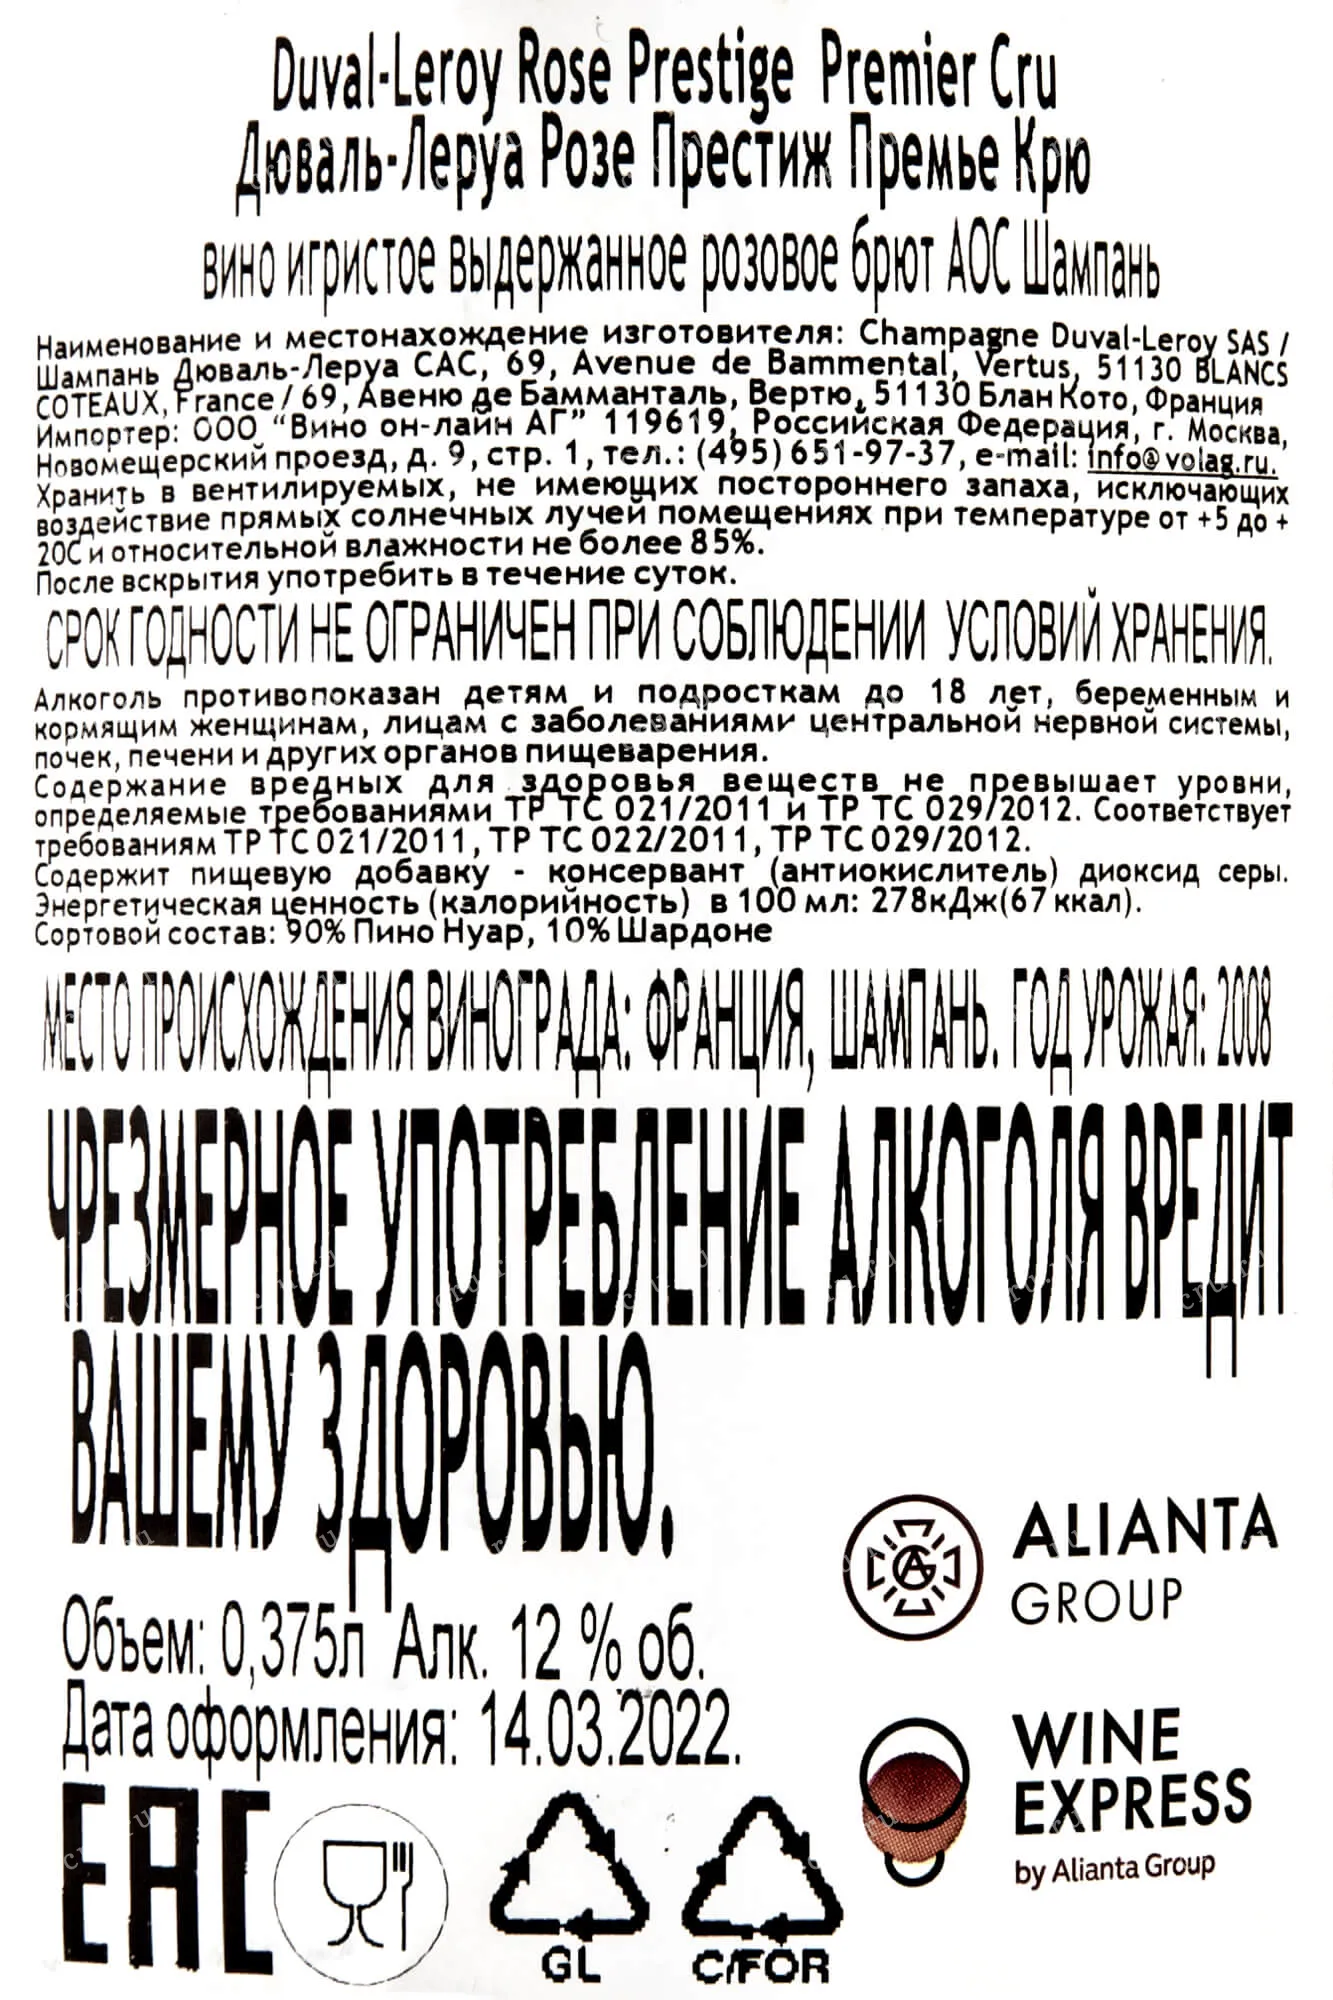 Duval-Leroy Rose Prestige Premier Cru
Дюваль-Леруа Розе Престиж Премье Крю
вино игристое выдержанное розовое брют АОС Шампань
Наименование и местонахождение изготовителя: Champagne Duval-Leroy SAS /
Шампань Дюваль-Леруа САС, 69, Avenue de Bammental, Vertus, 51130 BLANCS
COTEAUX, France / 69, Авеню де Бамманталь, Вертю, 51130 Блан Кото, Франция
Импортер: ООО "Вино он-лайн АГ" 119619, Российская Федерация, г. Москва,
Новомещерский проезд, д. 9, стр. 1, тел.: (495) 651-97-37, e-mail: info@volag.ru.
Хранить в вентилируемых, не имеющих постороннего запаха, исключающих
воздействие прямых солнечных лучей помещениях при температуре от +5 до +
20С и относительной влажности не более 85%.
После вскрытия употребить в течение суток.
СРОК ГОДНОСТИ НЕ ОГРАНИЧЕН ПРИ СОБЛЮДЕНИИ УСЛОВИЙ ХРАНЕНИЯ.
Алкоголь противопоказан детям и подросткам до 18 лет, беременным и
кормящим женщинам, лицам с заболеваниями центральной нервной системы,
почек, печени и других органов пищеварения.
Содержание вредных для здоровья веществ не превышает уровни,
определяемые требованиями ТР ТС 021/2011 и ТР ТС 029/2012. Соответствует
требованиям ТР ТС 021/2011, ТР ТС 022/2011, ТР ТС 029/2012.
Содержит пищевую добавку - консервант (антиокислитель) диоксид серы.
Энергетическая ценность (калорийность) в 100 мл: 278кДж(67 ккал).
Сортовой состав: 90% Пино Нуар, 10% Шардоне
МЕСТО ПРОИСХОЖДЕНИЯ ВИНОГРАДА: ФРАНЦИЯ, ШАМПАНЬ. ГОД УРОЖАЯ: 2008
ЧРЕЗМЕРНОЕ УПОТРЕБЛЕНИЕ АЛКОГОЛЯ ВРЕДИТ
ВАШЕМУ ЗДОРОВЬЮ.
ALIANTA
GROUP
Объем: 0,375л Алк. 12 % об.
Дата оформления: 14.03.2022.
WINE
EXPRESS
by Alianta Group
EAC
GL
C/FOR